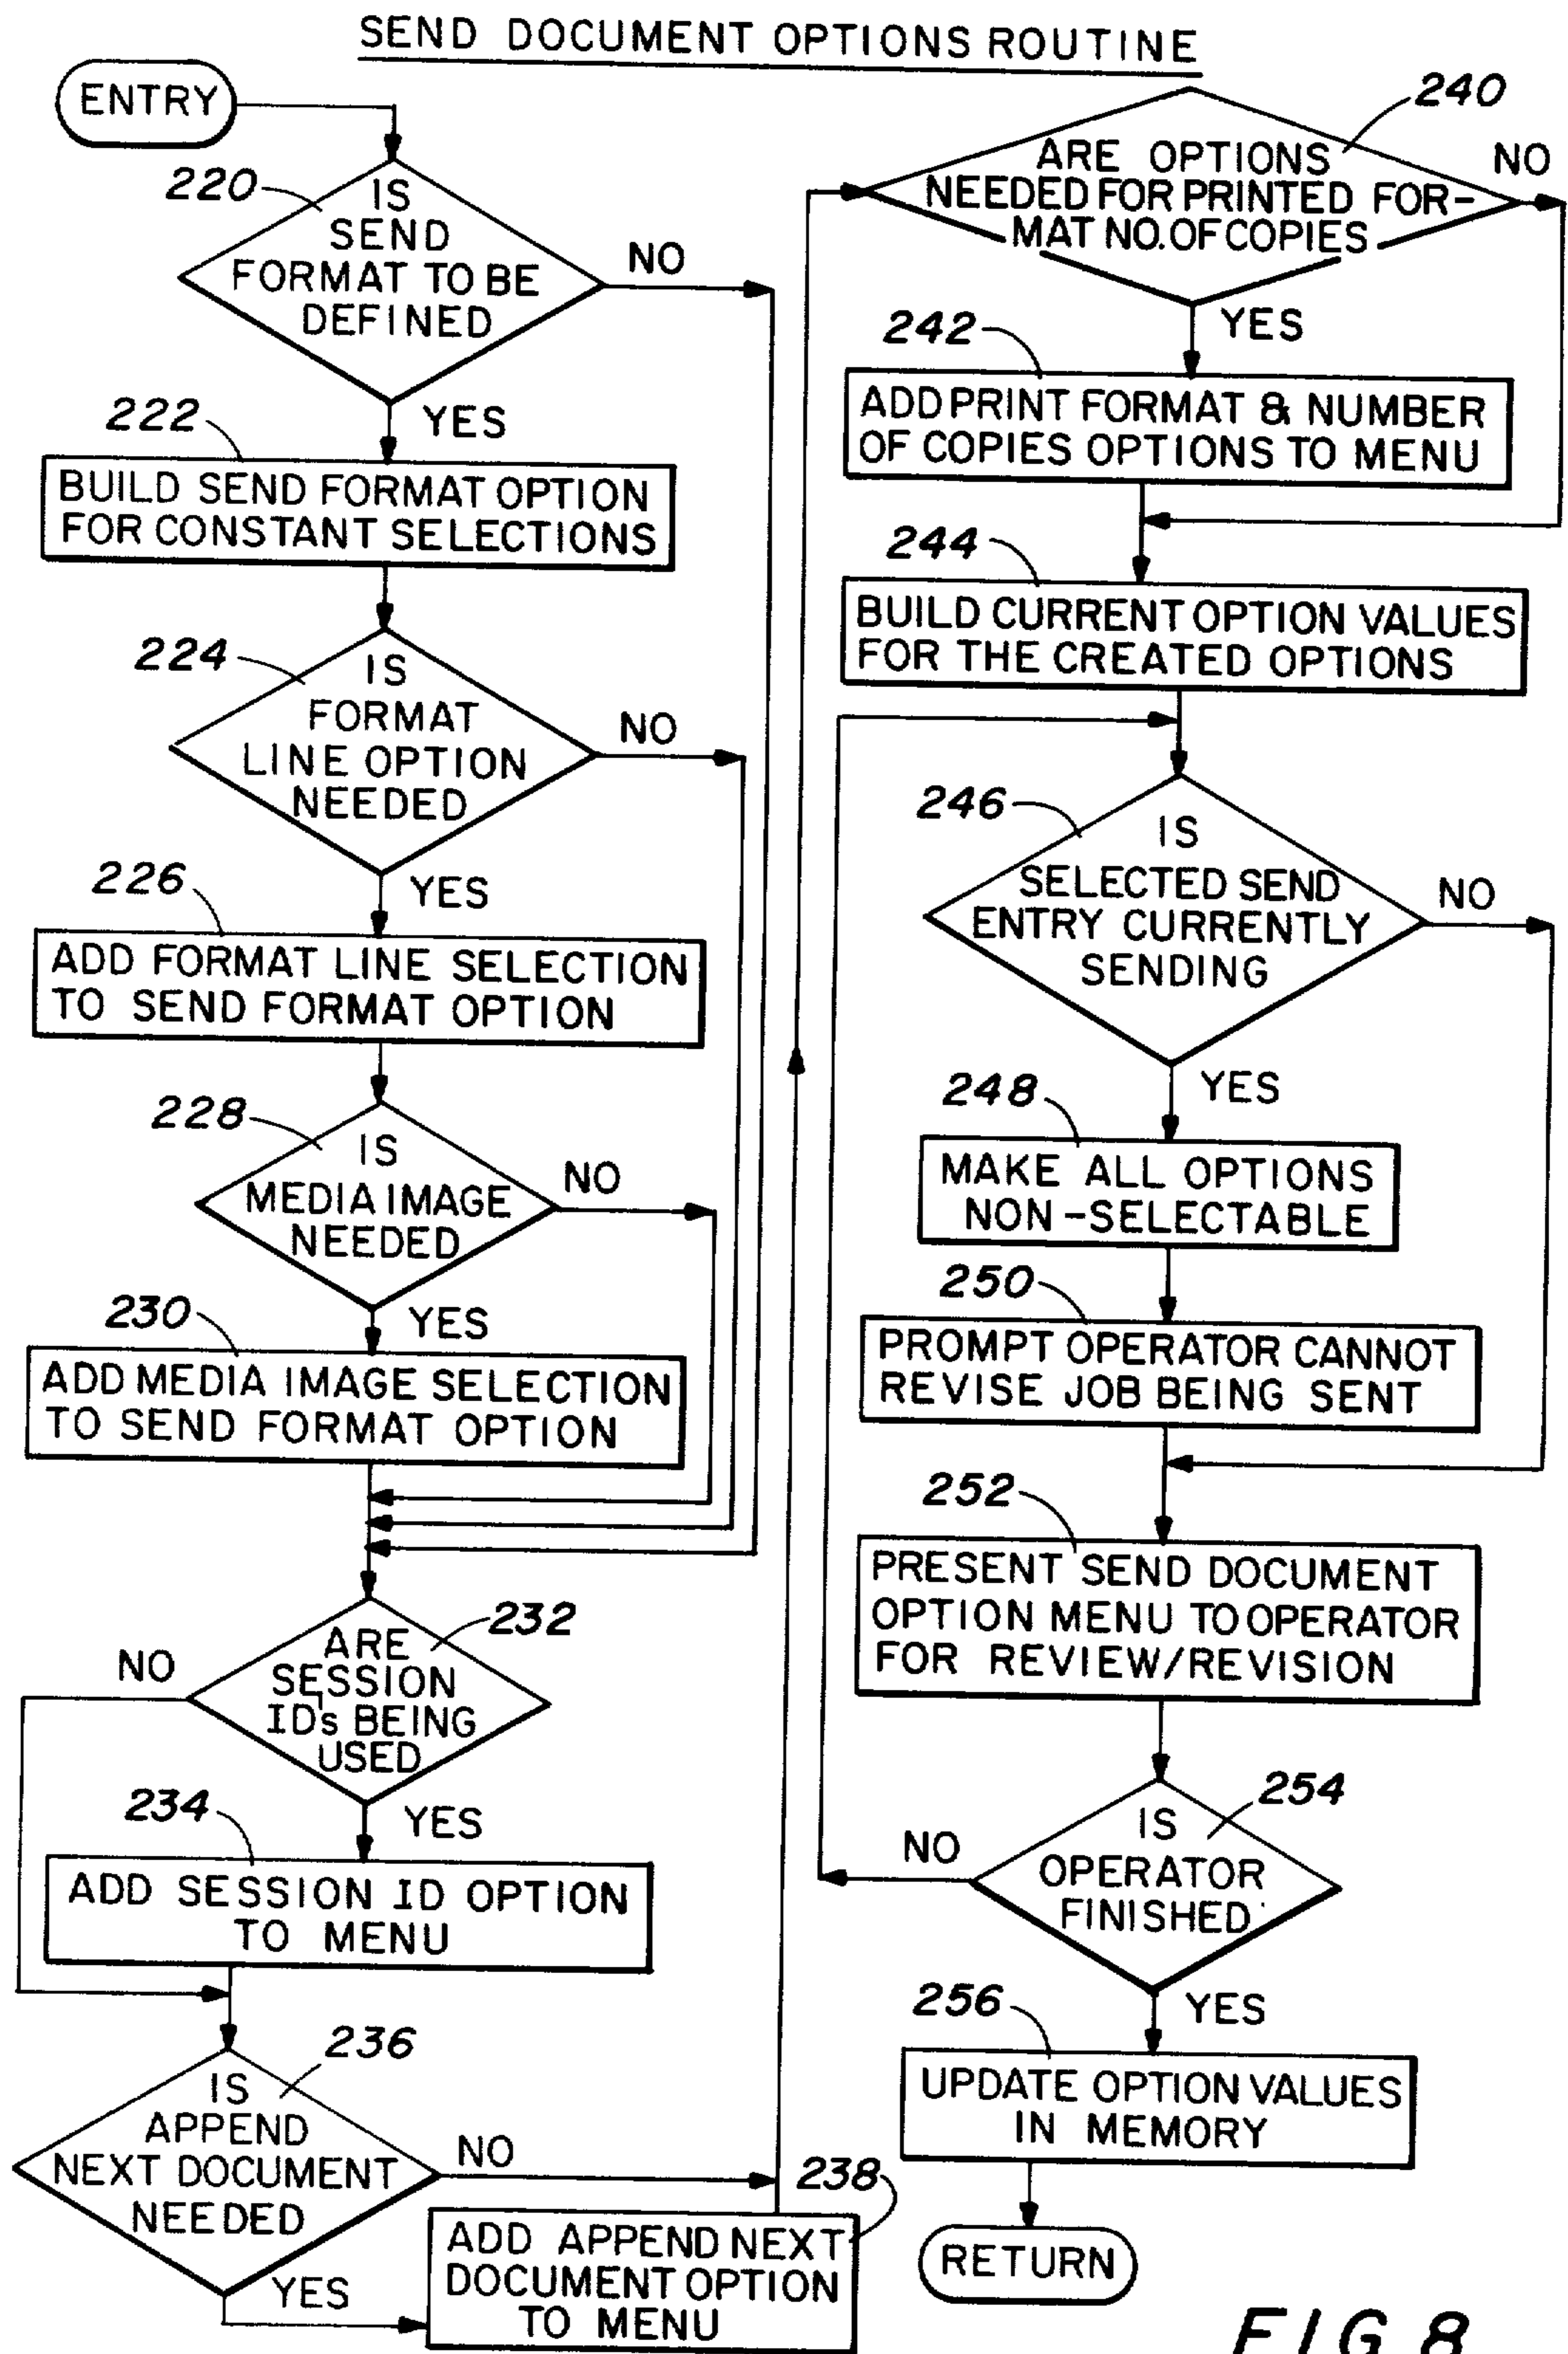 SEND DOCUMENT OPTIONS ROUTINE
ENTRY
220
IS
SEND
FORMAT TO BE
DEFINED
NO
YES
222
BUILD SEND FORMAT OPTION
FOR CONSTANT SELECTIONS
224
IS
FORMAT
LINE OPTION
NEEDED
NO
YES
226
ADD FORMAT LINE SELECTION
TO SEND FORMAT OPTION
228
IS
MEDIA IMAGE
NEEDED
NO
YES
230
ADD MEDIA IMAGE SELECTION
TO SEND FORMAT OPTION
232
ARE
SESSION
ID's BEING
USED
NO
YES
234
ADD SESSION ID OPTION
TO MENU
236
IS
APPEND
NEXT DOCUMENT
NEEDED
NO
YES
238
ADD APPEND NEXT
DOCUMENT OPTION
TO MENU
240
ARE OPTIONS
NEEDED FOR PRINTED FOR-
MAT NO. OF COPIES
NO
YES
242
ADD PRINT FORMAT & NUMBER
OF COPIES OPTIONS TO MENU
244
BUILD CURRENT OPTION VALUES
FOR THE CREATED OPTIONS
246
IS
SELECTED SEND
ENTRY CURRENTLY
SENDING
NO
YES
248
MAKE ALL OPTIONS
NON-SELECTABLE
250
PROMPT OPERATOR CANNOT
REVISE JOB BEING SENT
252
PRESENT SEND DOCUMENT
OPTION MENU TO OPERATOR
FOR REVIEW/REVISION
254
IS
OPERATOR
FINISHED
NO
YES
256
UPDATE OPTION VALUES
IN MEMORY
RETURN
FIG 8